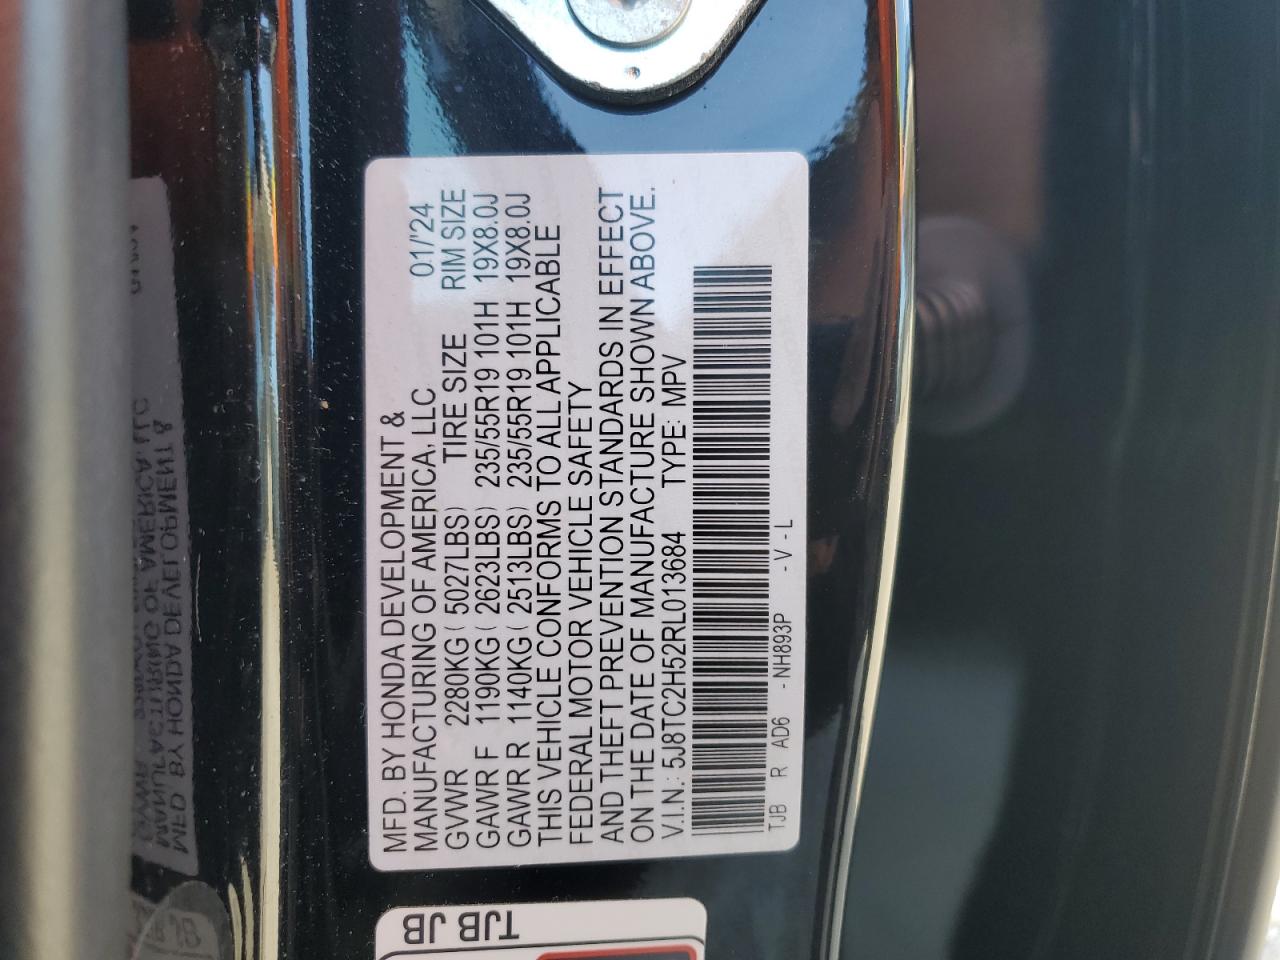 MFD. BY HONDA DEVELOPMENT &
MANUFACTURING OF AMERICA, LLC 01/'24
GVWR 2280KG (5027LBS) TIRE SIZE RIM SIZE
GAWR F 1190KG (2623LBS) 235/55R19 101H 19X8.0J
GAWR R 1140KG (2513LBS) 235/55R19 101H 19X8.0J
THIS VEHICLE CONFORMS TO ALL APPLICABLE
FEDERAL MOTOR VEHICLE SAFETY
AND THEFT PREVENTION STANDARDS IN EFFECT
ON THE DATE OF MANUFACTURE SHOWN ABOVE.
V.I.N.: 5J8TC2H52RL013684 TYPE: MPV
TJB R AD6 -NH893P -V-L
TJB JB